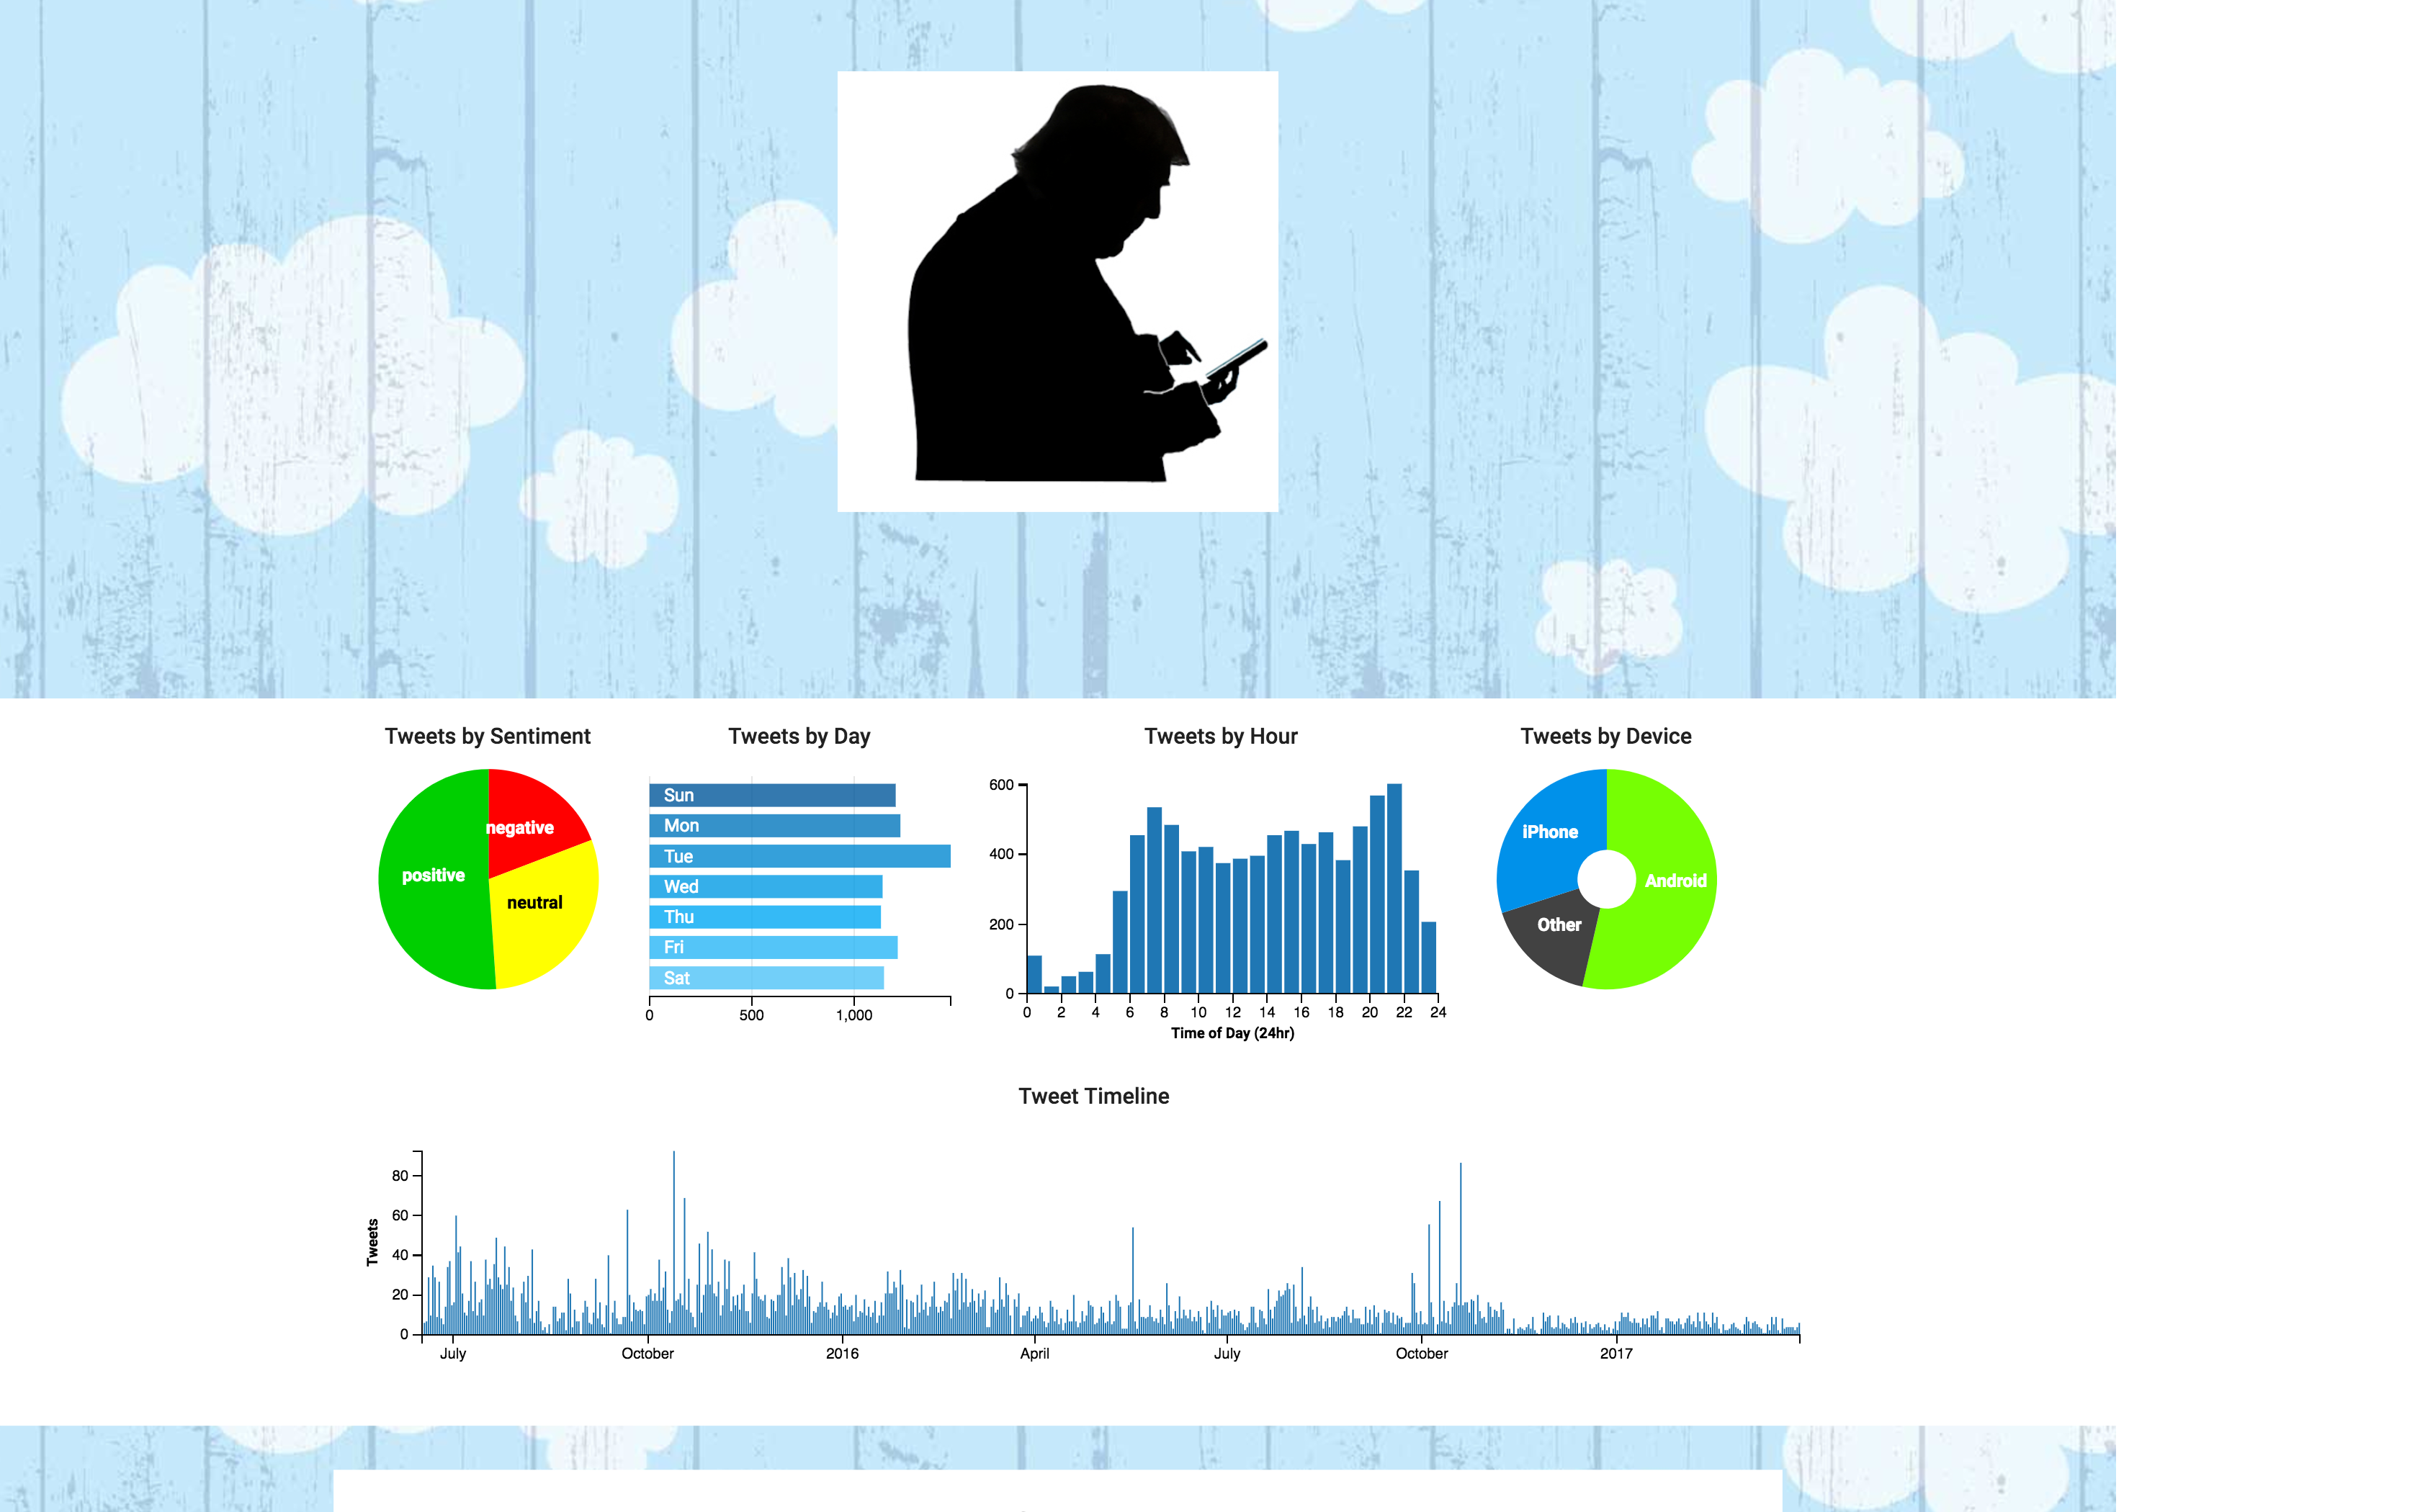 Tweets by Sentiment
negative
positive
neutral
Tweets by Day
Sun
Mon
Tue
Wed
Thu
Fri
Sat
0 500 1,000
Tweets by Hour
600
400
200
0
0 2 4 6 8 10 12 14 16 18 20 22 24
Time of Day (24hr)
Tweets by Device
iPhone
Android
Other
Tweet Timeline
Tweets
80
60
40
20
0
July October 2016 April July October 2017